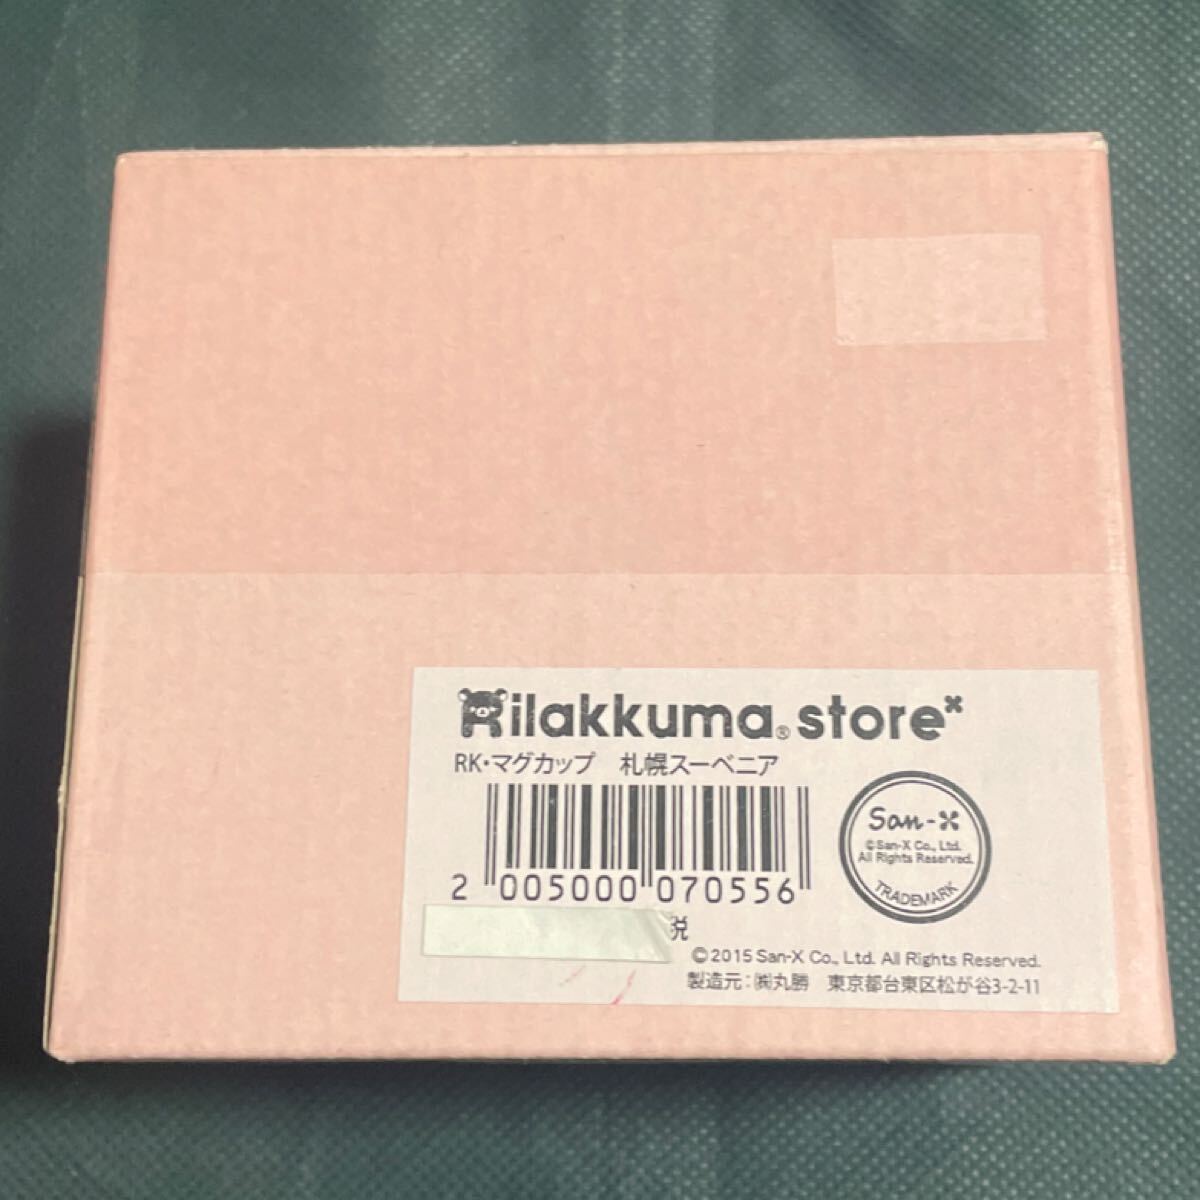 Rilakkuma® store
RK・マグカップ　札幌スーベニア
2 005000 070556
San-X
©San-X Co., Ltd.
All Rights Reserved.
TRADEMARK
税
©2015 San-X Co., Ltd. All Rights Reserved.
製造元：㈱丸勝　東京都台東区松が谷3-2-11